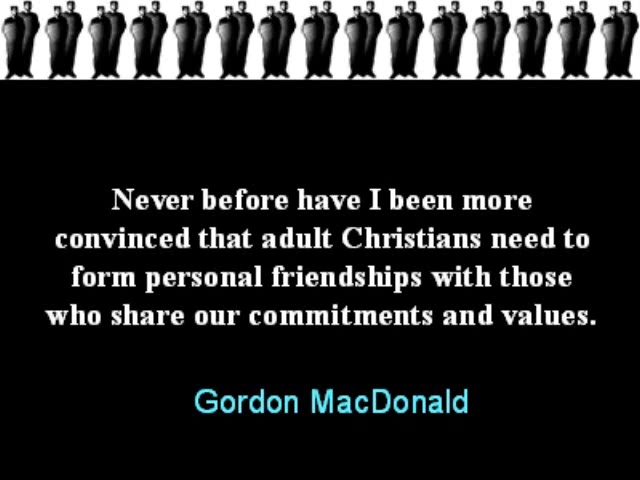 Never before have I been more
convinced that adult Christians need to
form personal friendships with those
who share our commitments and values.
Gordon MacDonald